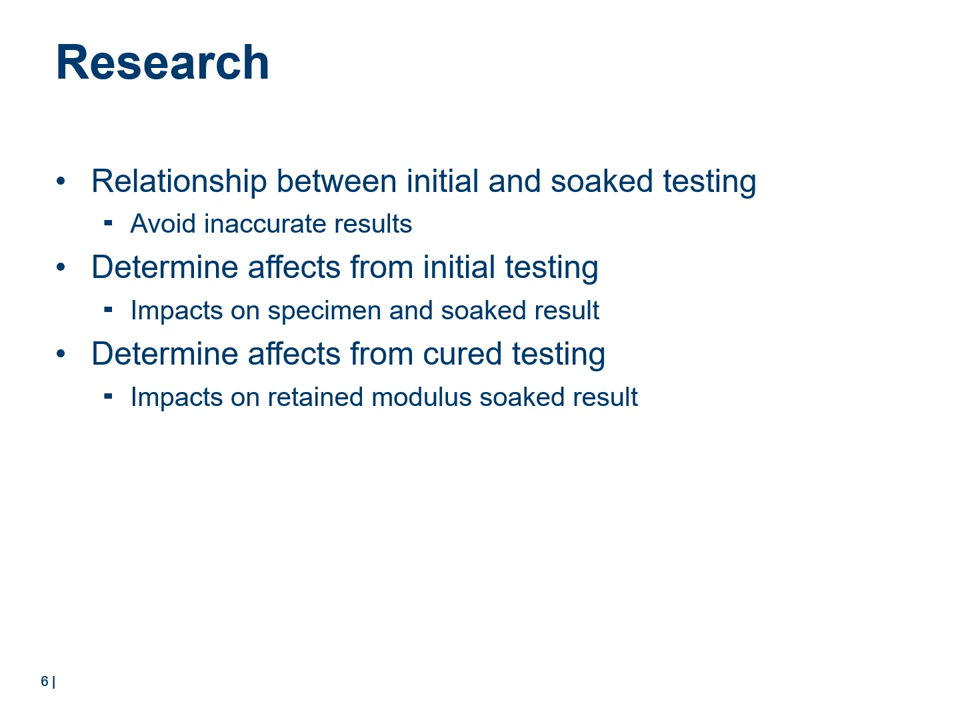 Research
• Relationship between initial and soaked testing
- Avoid inaccurate results
• Determine affects from initial testing
- Impacts on specimen and soaked result
• Determine affects from cured testing
- Impacts on retained modulus soaked result
6 |